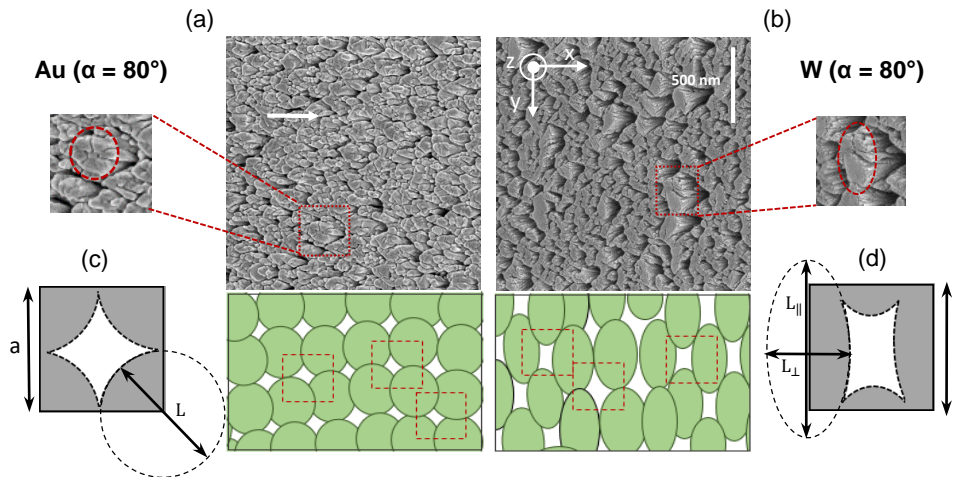 (a)
(b)
Au (α = 80°)
W (α = 80°)
z
x
y
500 nm
(c)
(d)
a
L
L∥
L⊥